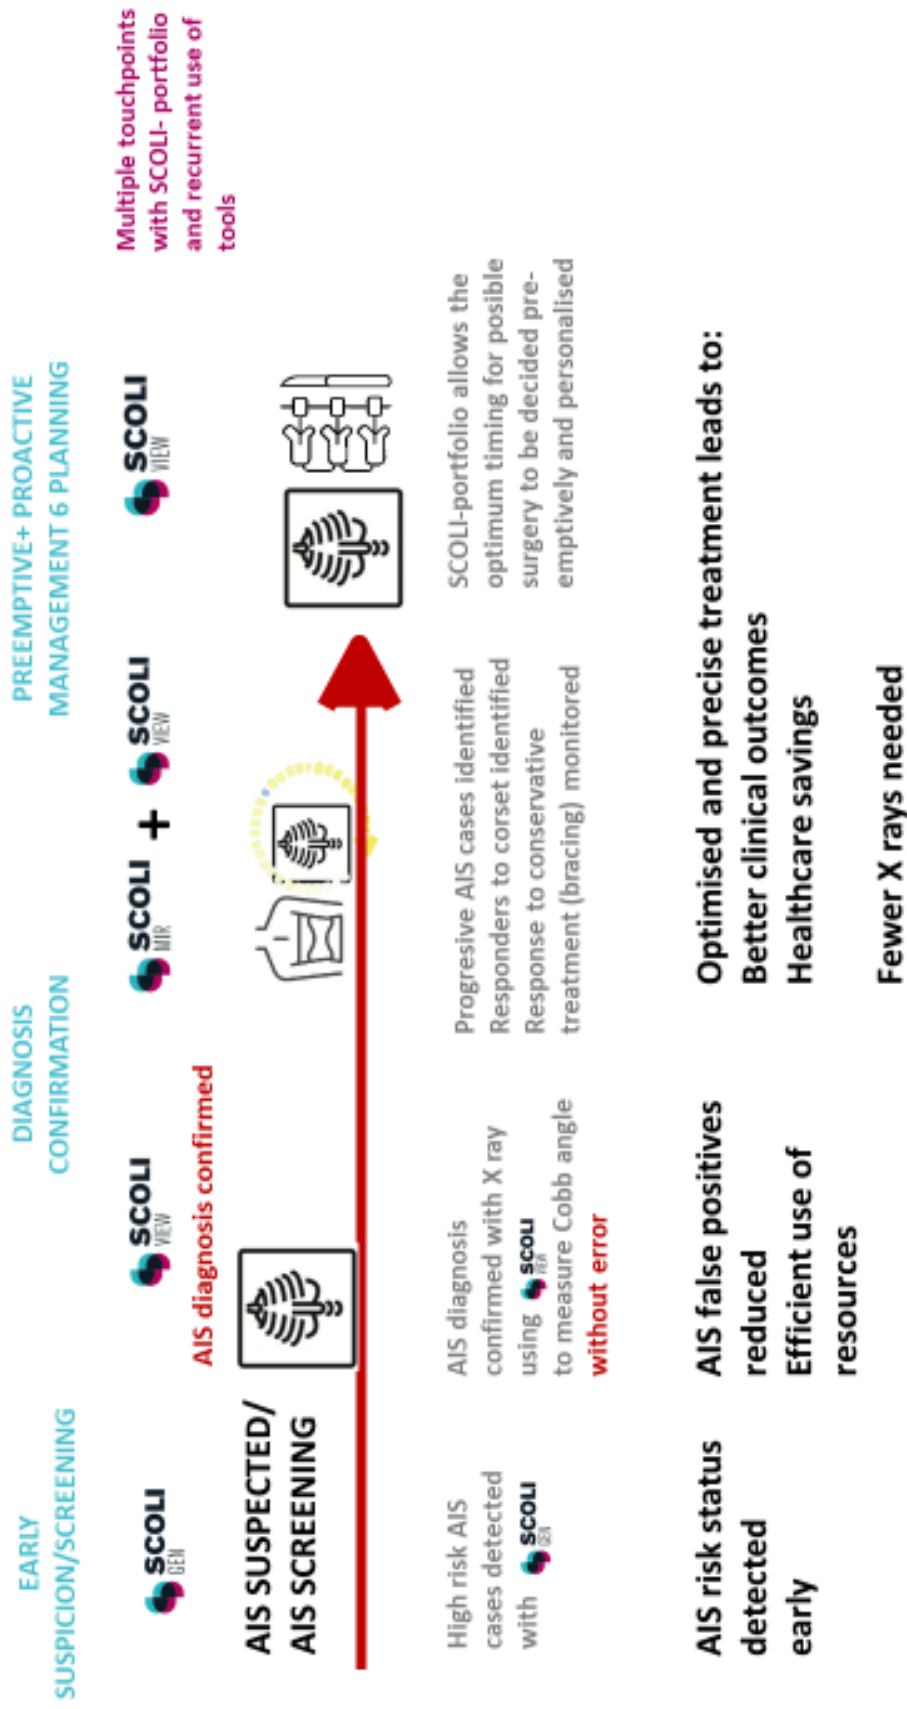 EARLY
SUSPICION/SCREENING
DIAGNOSIS
CONFIRMATION
PREEMPTIVE+ PROACTIVE
MANAGEMENT 6 PLANNING
SCOLI
GEN
SCOLI
VIEW
SCOLI
MIR
+
SCOLI
VIEW
SCOLI
VIEW
Multiple touchpoints
with SCOLI- portfolio
and recurrent use of
tools
AIS diagnosis confirmed
AIS SUSPECTED/
AIS SCREENING
High risk AIS
cases detected
with SCOLI
GEN
AIS diagnosis
confirmed with X ray
using SCOLI
VIEW
to measure Cobb angle
without error
Progresive AIS cases identified
Responders to corset identified
Response to conservative
treatment (bracing) monitored
SCOLI-portfolio allows the
optimum timing for posible
surgery to be decided pre-
emptively and personalised
AIS risk status
detected
early
AIS false positives
reduced
Efficient use of
resources
Optimised and precise treatment leads to:
Better clinical outcomes
Healthcare savings
Fewer X rays needed